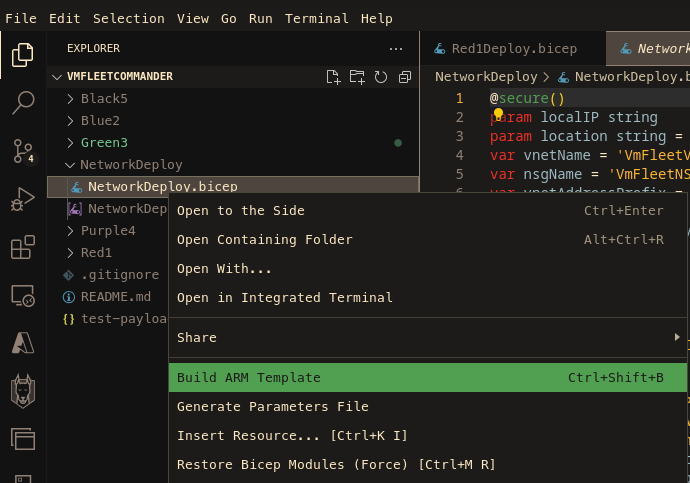 File Edit Selection View Go Run Terminal Help
EXPLORER
Red1Deploy.bicep
Network
VMFLEETCOMMANDER
NetworkDeploy > NetworkDeploy.b
Black5
Blue2
Green3
NetworkDeploy
NetworkDeploy.bicep
NetworkDep
Purple4
Red1
.gitignore
README.md
test-payloa
4
1 @secure()
2 param localIP string
3 param location string =
4 var vnetName = 'VmFleetV
5 var nsgName = 'VmFleetNS
6 var vnetAddressPrefix =
Open to the Side Ctrl+Enter
Open Containing Folder Alt+Ctrl+R
Open With...
Open in Integrated Terminal
Share
Build ARM Template Ctrl+Shift+B
Generate Parameters File
Insert Resource... [Ctrl+K I]
Restore Bicep Modules (Force) [Ctrl+M R]